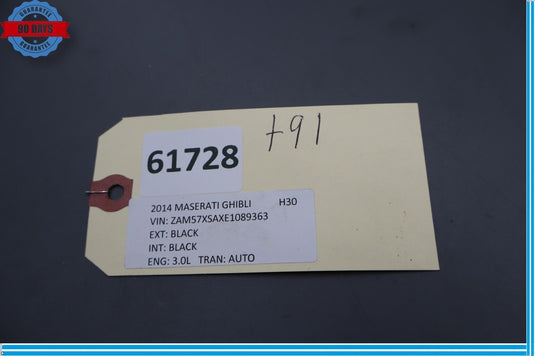 GUARANTEE
90 DAYS
GUARANTEE
t91
61728
2014 MASERATI GHIBLI H30
VIN: ZAM57XSAXE1089363
EXT: BLACK
INT: BLACK
ENG: 3.0L TRAN: AUTO